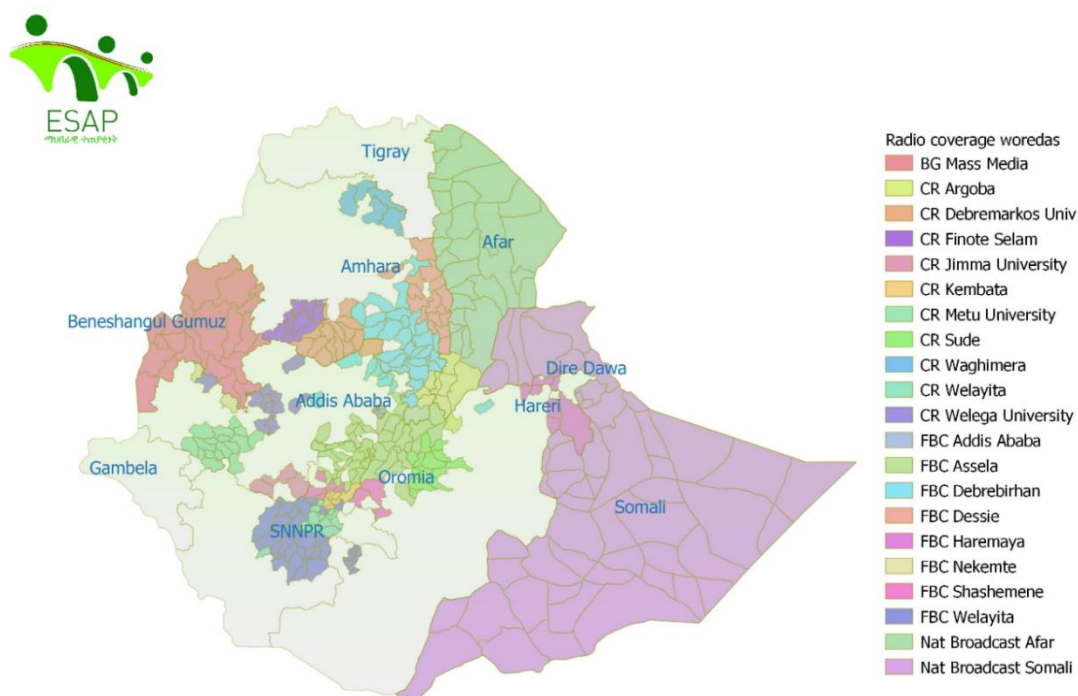 ESAP
ማህበራዊ ተጠያቂነት
Tigray
Afar
Amhara
Beneshangul Gumuz
Dire Dawa
Addis Ababa
Hareri
Gambela
Oromia
Somali
SNNPR
Radio coverage woredas
BG Mass Media
CR Argoba
CR Debremarkos Univ
CR Finote Selam
CR Jimma University
CR Kembata
CR Metu University
CR Sude
CR Waghimera
CR Welayita
CR Welega University
FBC Addis Ababa
FBC Assela
FBC Debrebirhan
FBC Dessie
FBC Haremaya
FBC Nekemte
FBC Shashemene
FBC Welayita
Nat Broadcast Afar
Nat Broadcast Somali